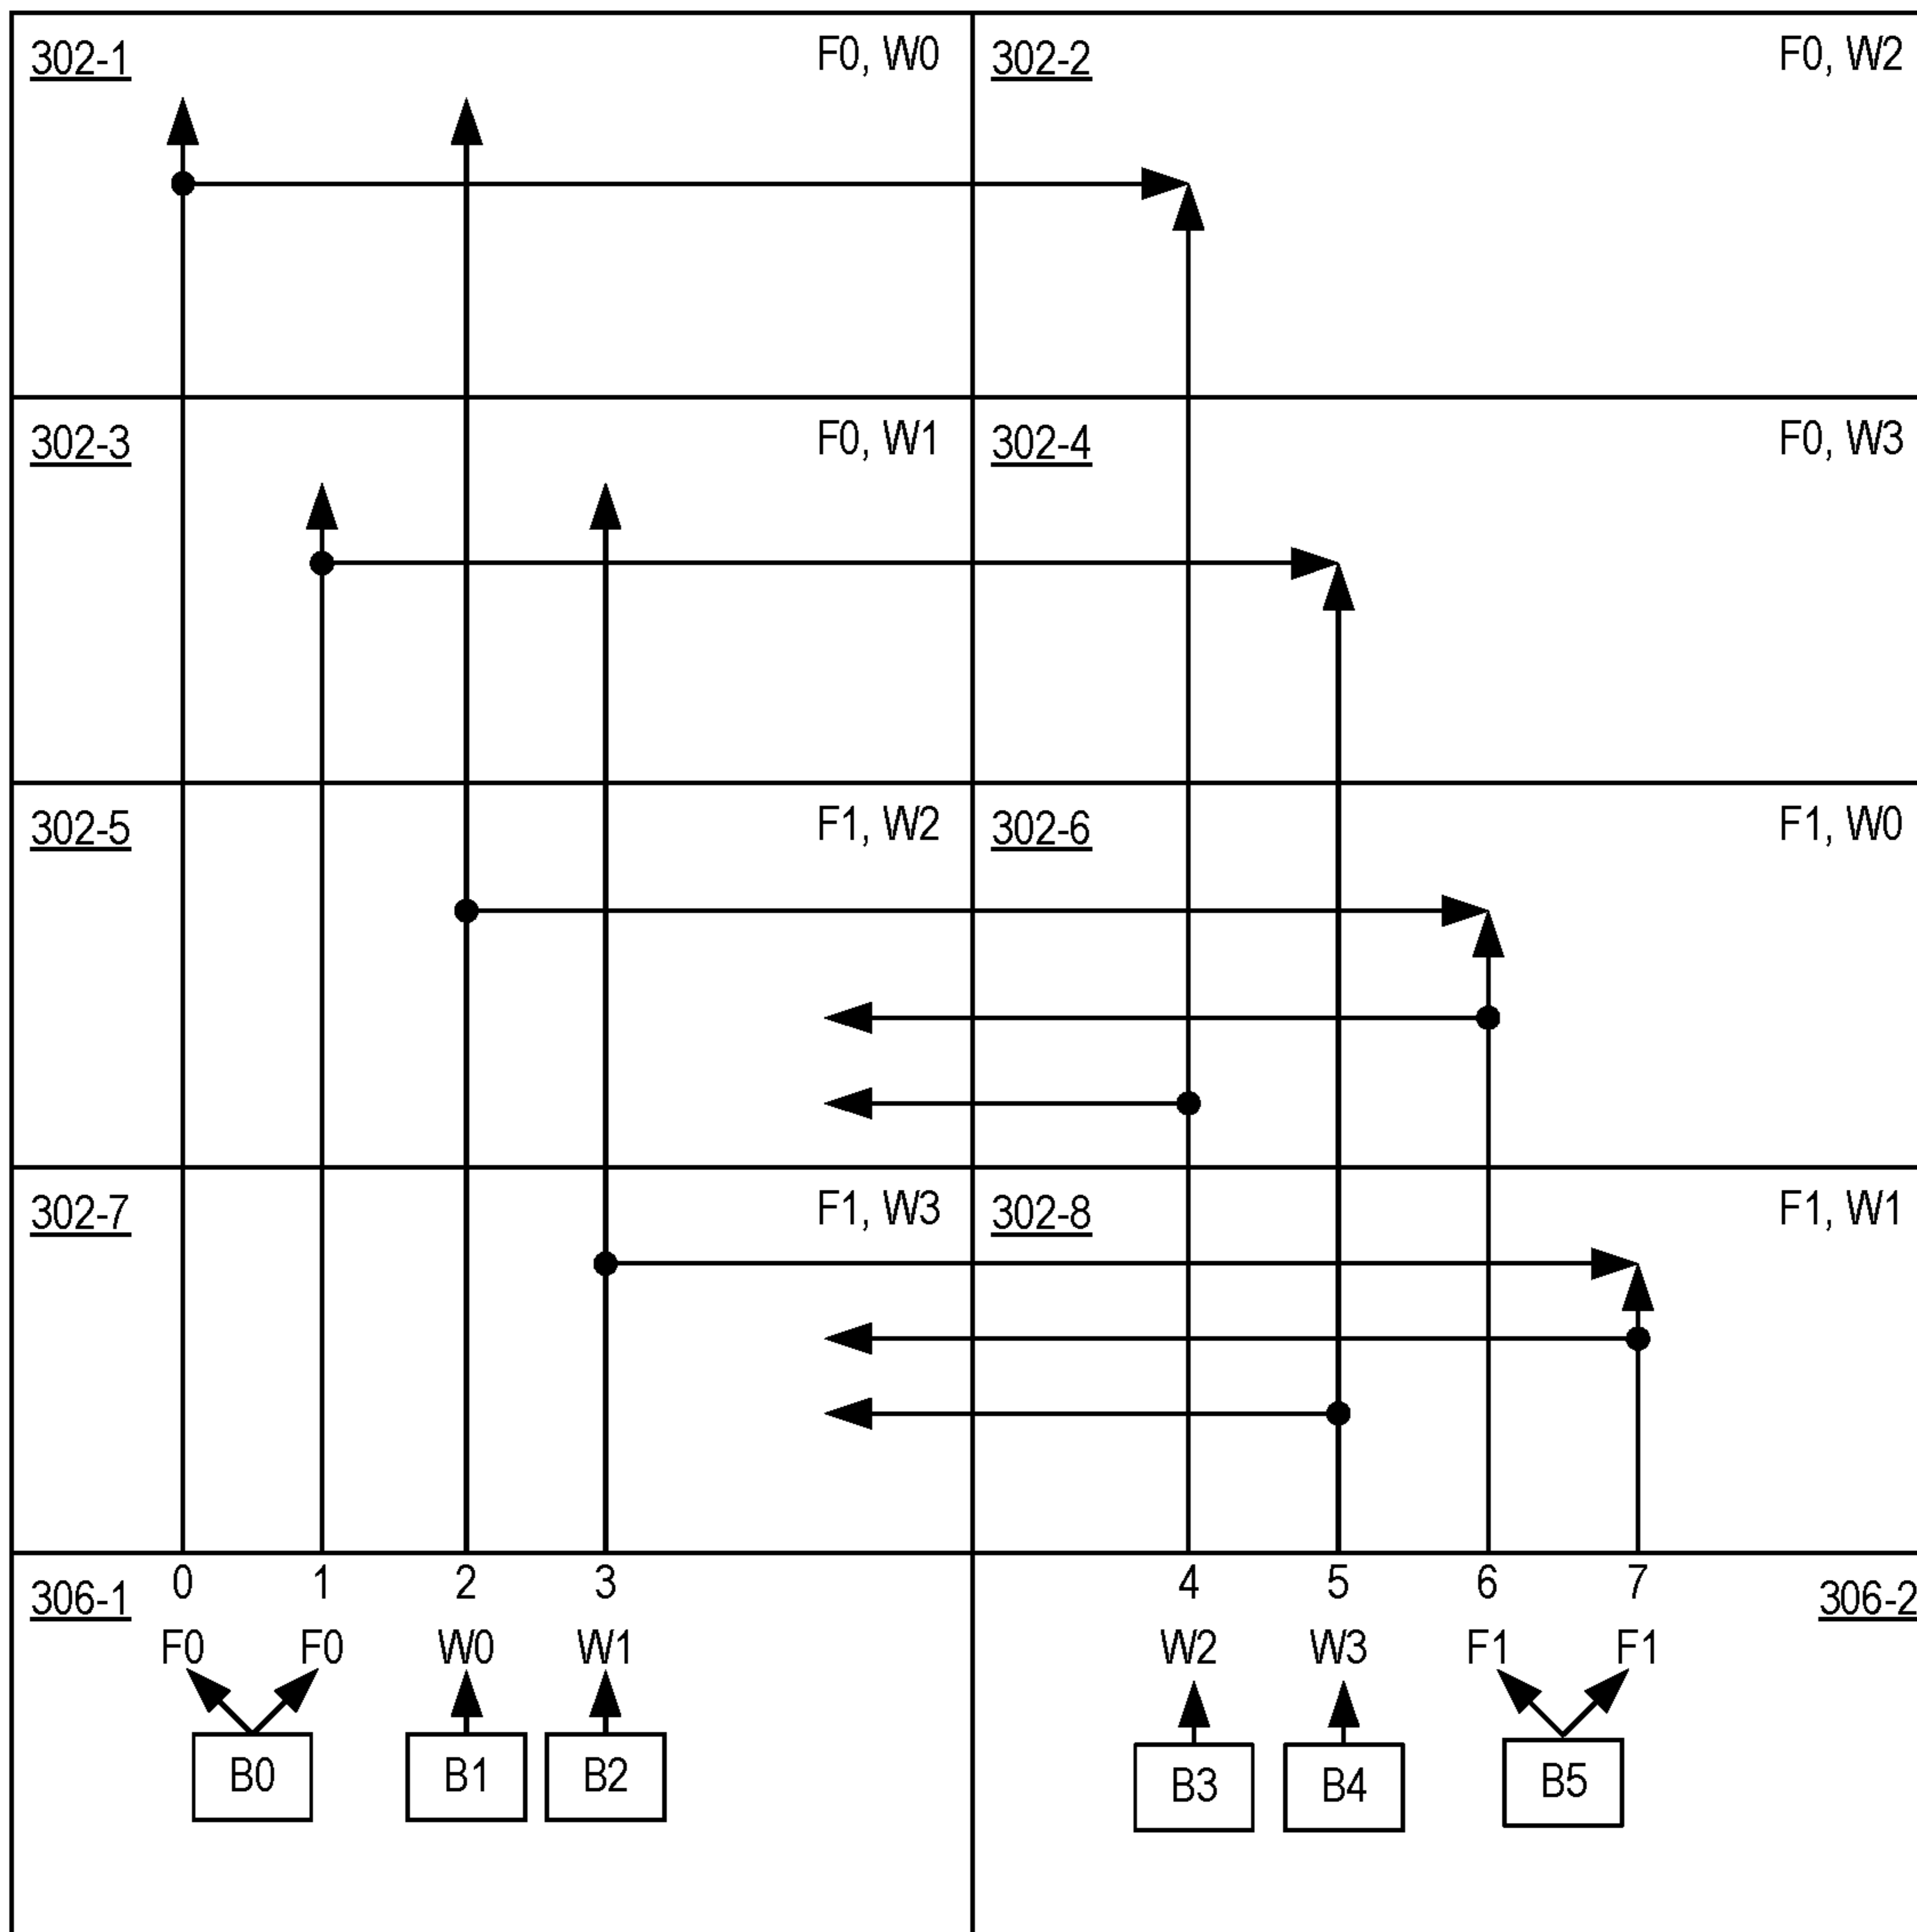 302-1 F0, W0 302-2 F0, W2
302-3 F0, W1 302-4 F0, W3
302-5 F1, W2 302-6 F1, W0
302-7 F1, W3 302-8 F1, W1
306-1 0 1 2 3 4 5 6 7 306-2
F0 F0 W0 W1 W2 W3 F1 F1
B0 B1 B2 B3 B4 B5